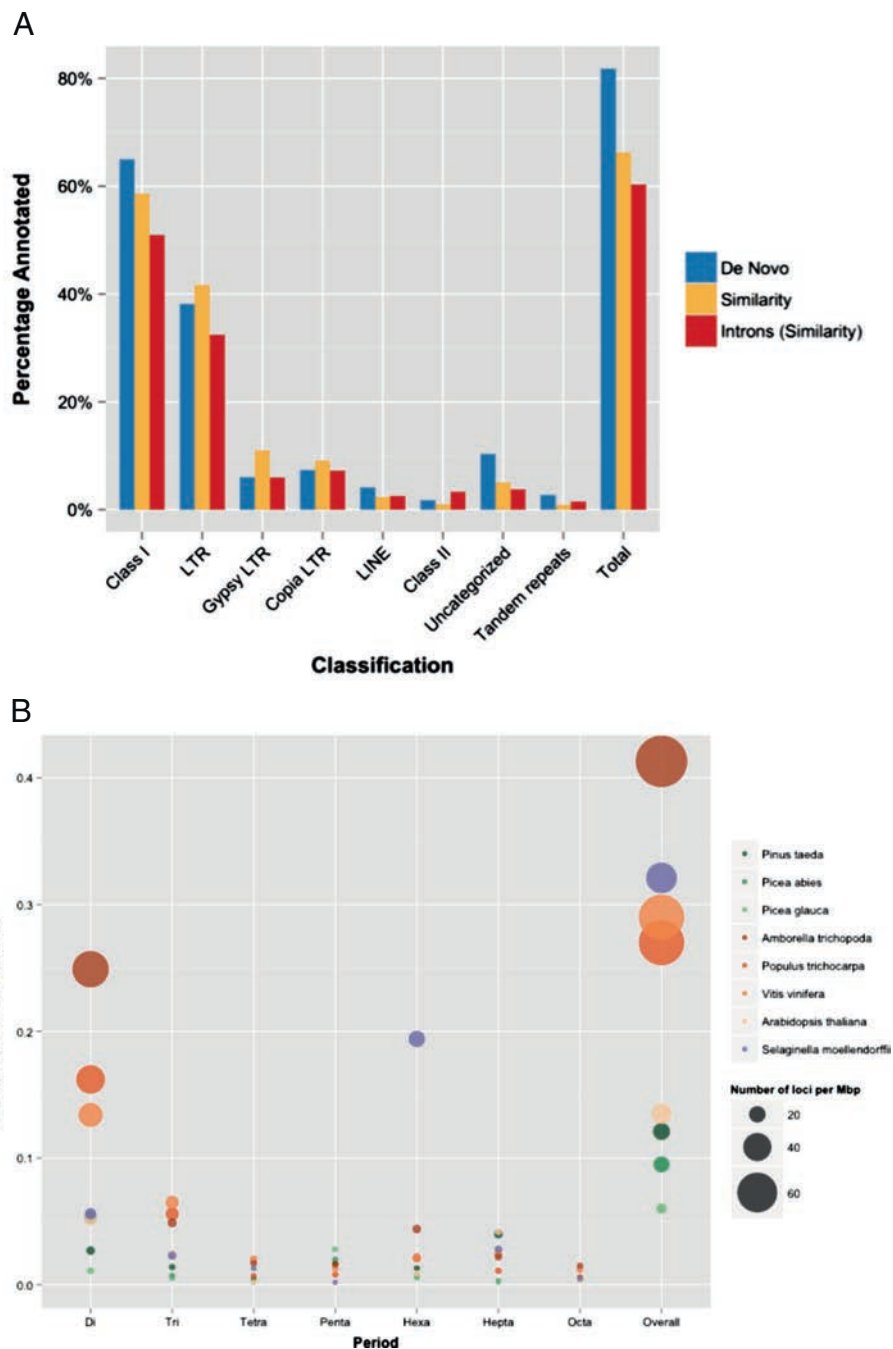 A
80%
60%
40%
20%
0%
Percentage Annotated
Class I
LTR
Gypsy LTR
Copia LTR
LINE
Class II
Uncategorized
Tandem repeats
Total
Classification
De Novo
Similarity
Introns (Similarity)
B
0.4
0.3
0.2
0.1
0.0
Di
Tri
Tetra
Penta
Hexa
Hepta
Octa
Overall
Period
Pinus taeda
Picea abies
Picea glauca
Amborella trichopoda
Populus trichocarpa
Vitis vinifera
Arabidopsis thaliana
Selaginella moellendorffii
Number of loci per Mbp
20
40
60